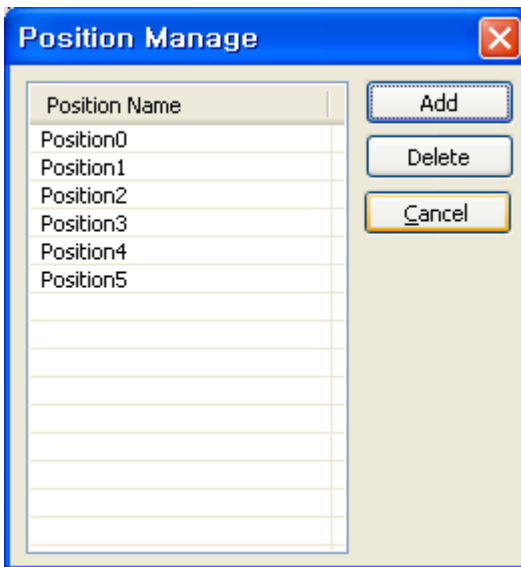 Position Manage
Position Name
Position0
Position1
Position2
Position3
Position4
Position5
Add
Delete
Cancel